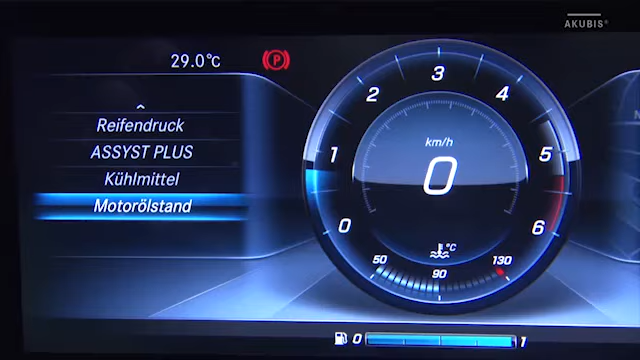 AKUBIS®
29.0°C
P
Reifendruck
ASSYST PLUS
Kühlmittel
Motorölstand
0
1
2
3
4
5
6
km/h
0
°C
50
90
130
0
1